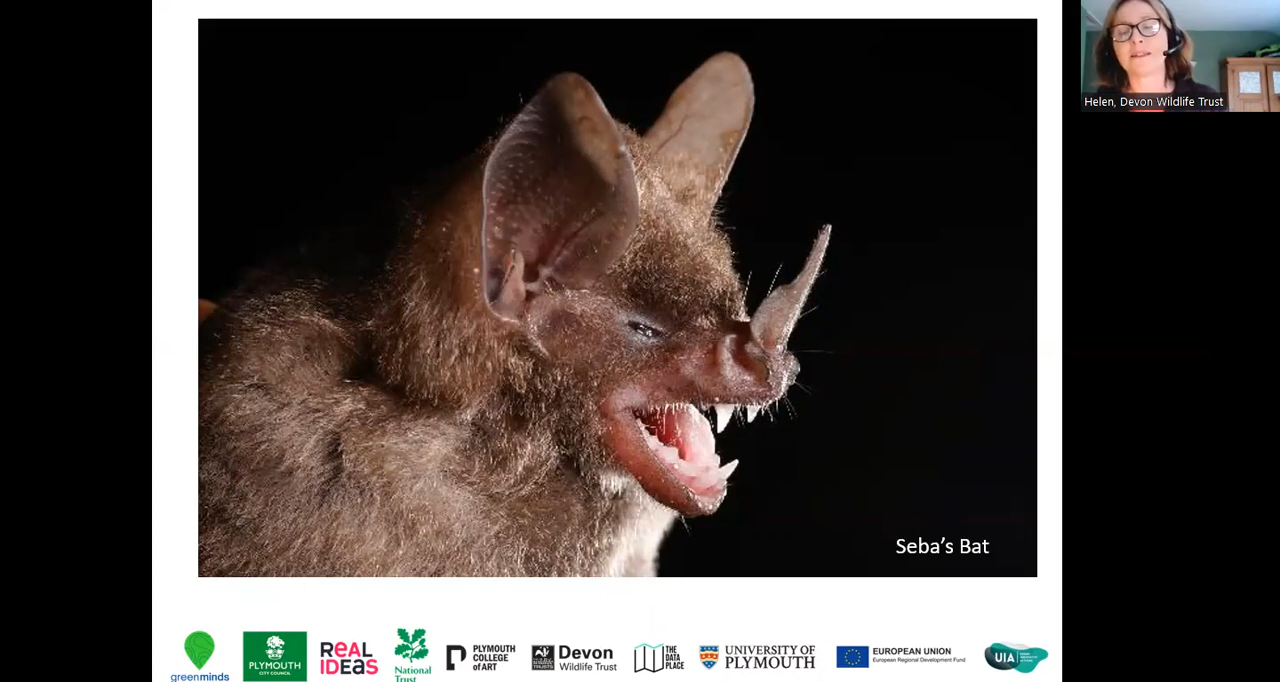 Helen, Devon Wildlife Trust
Seba's Bat
greenminds
PLYMOUTH
CITY COUNCIL
REAL
IDEAS
National
Trust
PLYMOUTH
COLLEGE
of ART
Devon
Wildlife Trust
THE
DATA
PLACE
UNIVERSITY OF
PLYMOUTH
EUROPEAN UNION
European Regional Development Fund
UIA